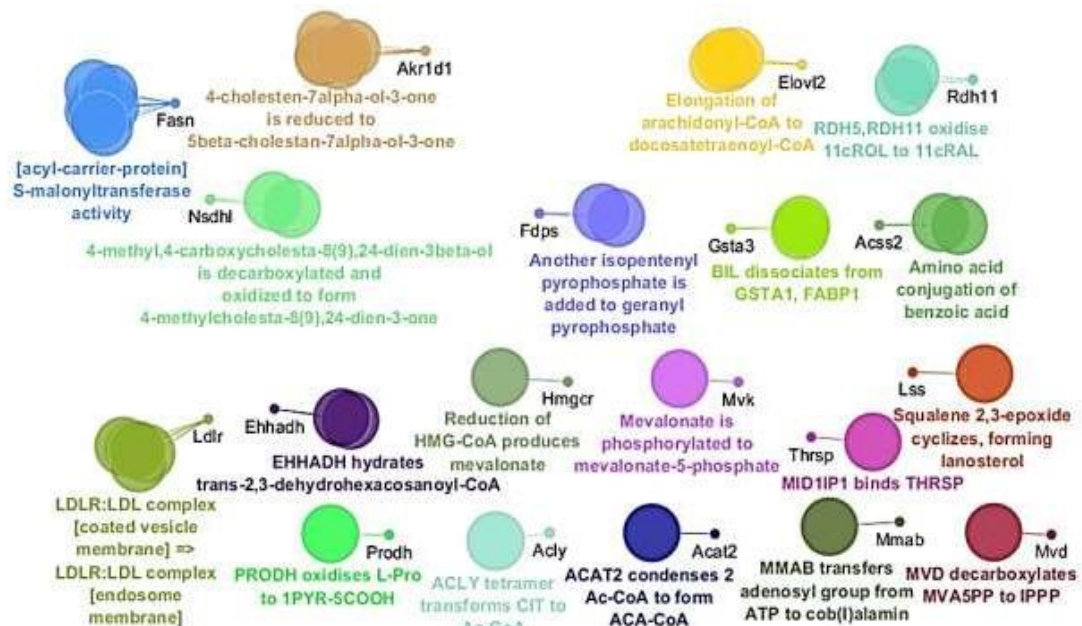 Akr1d1
4-cholesten-7alpha-ol-3-one
is reduced to
5beta-cholestan-7alpha-ol-3-one
Elovl2
Elongation of
arachidonyl-CoA to
docosatetraenoyl-CoA
Rdh11
RDH5,RDH11 oxidise
11cROL to 11cRAL
Fasn
[acyl-carrier-protein]
S-malonyltransferase
activity
Nsdhl
4-methyl,4-carboxycholesta-8(9),24-dien-3beta-ol
is decarboxylated and
oxidized to form
4-methylcholesta-8(9),24-dien-3-one
Fdps
Another isopentenyl
pyrophosphate is
added to geranyl
pyrophosphate
Gsta3
BIL dissociates from
GSTA1, FABP1
Acss2
Amino acid
conjugation of
benzoic acid
Ldlr
LDLR:LDL complex
[coated vesicle
membrane] =>
LDLR:LDL complex
[endosome
membrane]
Ehhadh
EHHADH hydrates
trans-2,3-dehydrohexacosanoyl-CoA
Hmgcr
Reduction of
HMG-CoA produces
mevalonate
Mvk
Mevalonate is
phosphorylated to
mevalonate-5-phosphate
Lss
Squalene 2,3-epoxide
cyclizes, forming
lanosterol
Thrsp
MID1IP1 binds THRSP
Prodh
PRODH oxidises L-Pro
to 1PYR-5COOH
Acly
ACLY tetramer
transforms CIT to
Acat2
ACAT2 condenses 2
Ac-CoA to form
ACA-CoA
Mmab
MMAB transfers
adenosyl group from
ATP to cob(I)alamin
Mvd
MVD decarboxylates
MVA5PP to IPPP